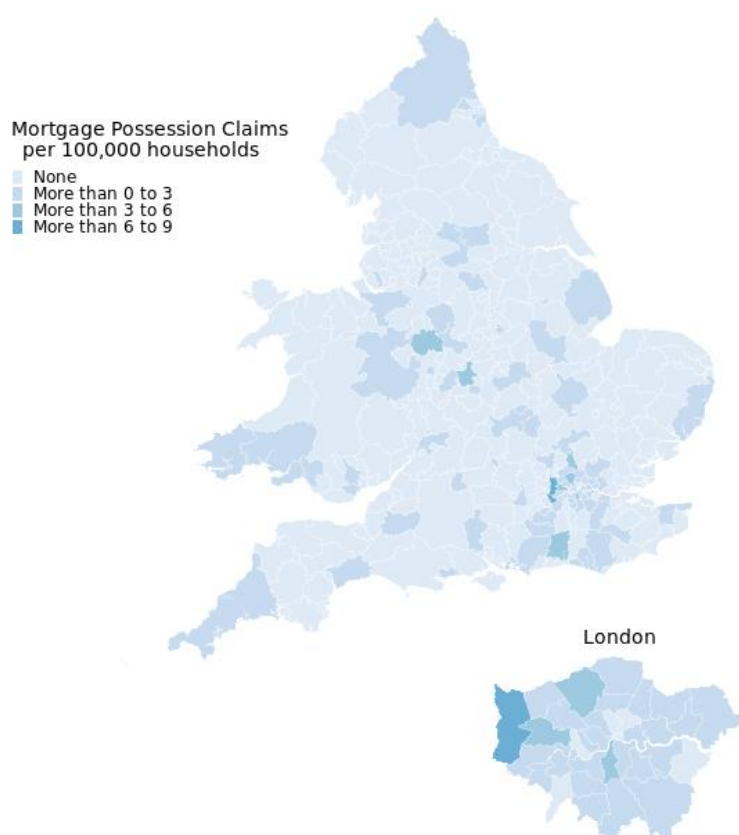 Mortgage Possession Claims
per 100,000 households
None
More than 0 to 3
More than 3 to 6
More than 6 to 9
London